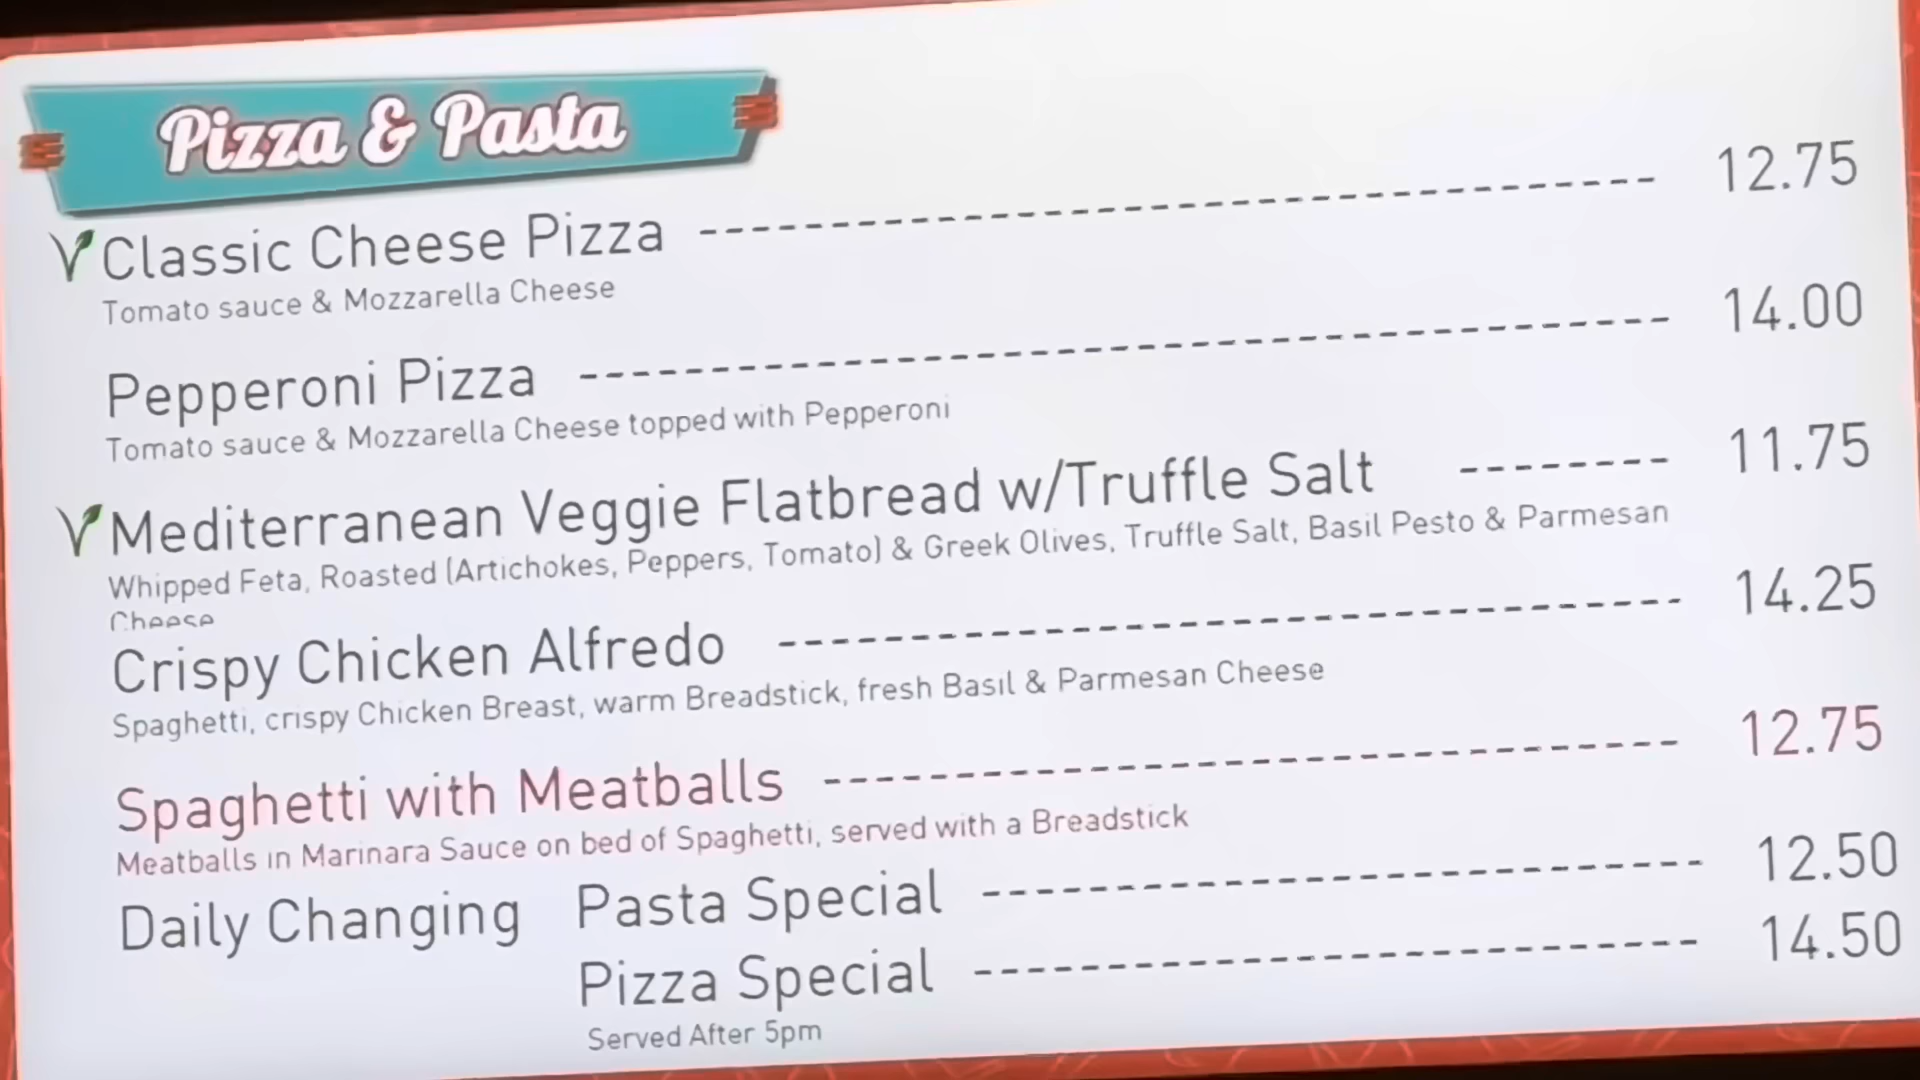 Pizza & Pasta
Classic Cheese Pizza ------------------------------------ 12.75
Tomato sauce & Mozzarella Cheese
Pepperoni Pizza ----------------------------------------- 14.00
Tomato sauce & Mozzarella Cheese topped with Pepperoni
Mediterranean Veggie Flatbread w/Truffle Salt -------- 11.75
Whipped Feta, Roasted (Artichokes, Peppers, Tomato) & Greek Olives, Truffle Salt, Basil Pesto & Parmesan
Cheese
Crispy Chicken Alfredo ---------------------------------- 14.25
Spaghetti, crispy Chicken Breast, warm Breadstick, fresh Basil & Parmesan Cheese
Spaghetti with Meatballs -------------------------------- 12.75
Meatballs in Marinara Sauce on bed of Spaghetti, served with a Breadstick
Daily Changing Pasta Special --------------------------- 12.50
Pizza Special --------------------------- 14.50
Served After 5pm